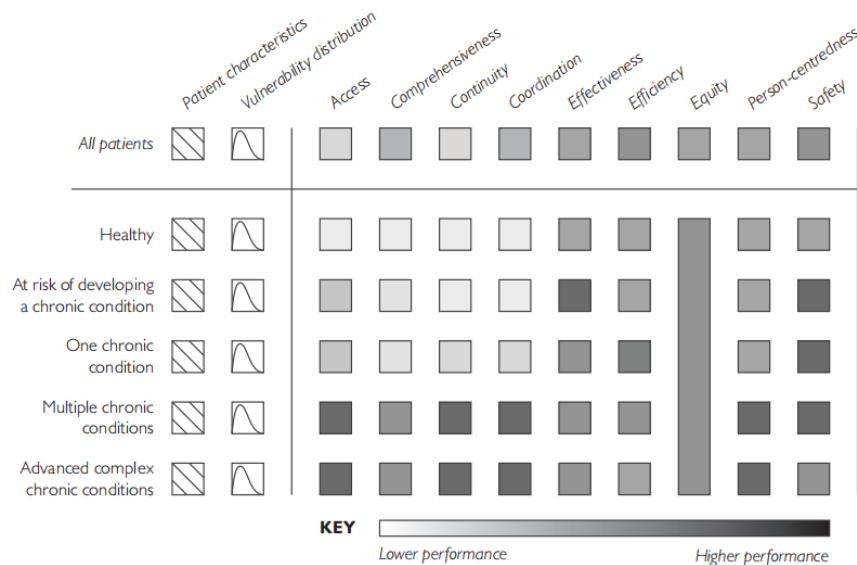 Patient characteristics
Vulnerability distribution
Access
Comprehensiveness
Continuity
Coordination
Effectiveness
Efficiency
Equity
Person-centredness
Safety
All patients
Healthy
At risk of developing
a chronic condition
One chronic
condition
Multiple chronic
conditions
Advanced complex
chronic conditions
KEY
Lower performance
Higher performance